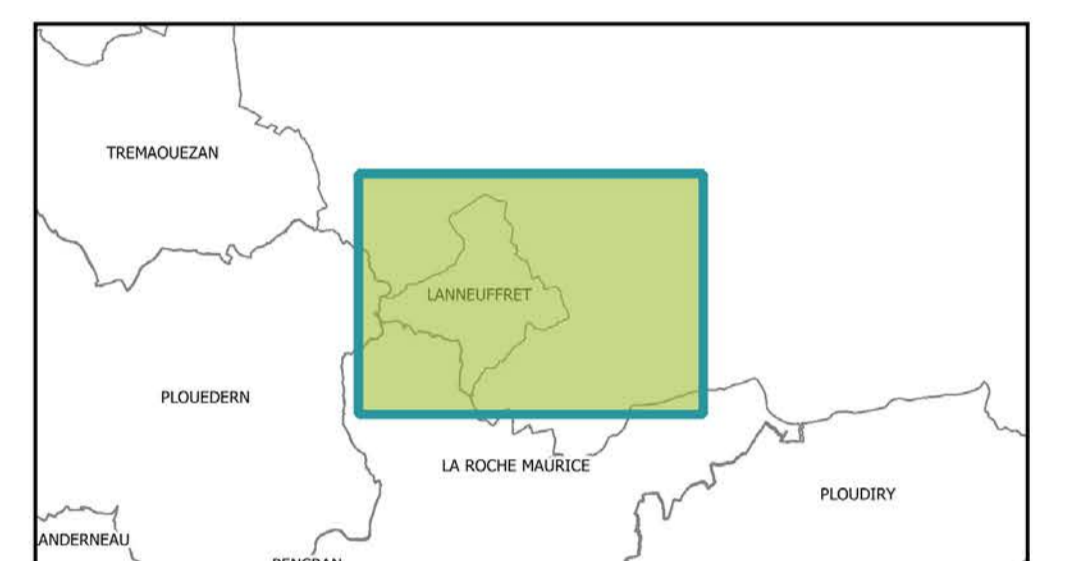 TREMAOUEZAN
LANNEUFFRET
PLOUEDERN
LA ROCHE MAURICE
PLOUDIRY
ANDERNEAU